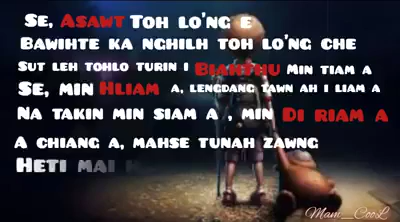 Se, Asawt Toh lo'ng e
Bawihte ka nghilh toh lo'ng che
Sut leh tohlo turin i Biahthu Min tiam a
Se, min Hliam a, lengdang tawn ah i liam a
Na takin min siam a , min Di riam a
A chiang a, mahse tunah zawng
Heti mai
Mam_CooL